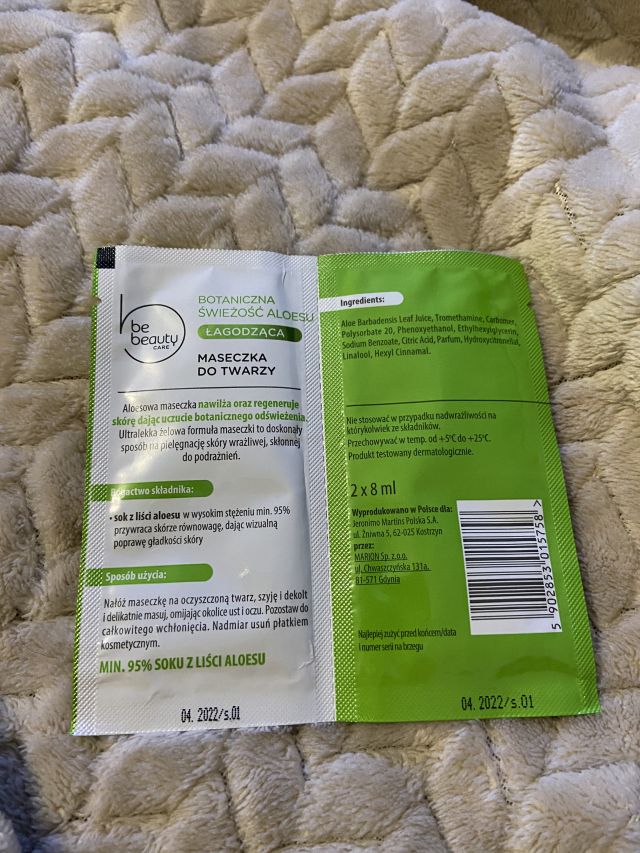 be
beauty
CARE
BOTANICZNA
ŚWIEŻOŚĆ ALOESU
ŁAGODZĄCA
MASECZKA
DO TWARZY
Aloesowa maseczka nawilża oraz regeneruje
skórę dając uczucie botanicznego odświeżenia.
Ultralekka żelowa formuła maseczki to doskonały
sposób na pielęgnację skóry wrażliwej, skłonnej
do podrażnień.
Bogactwo składnika:
• sok z liści aloesu w wysokim stężeniu min. 95%
przywraca skórze równowagę, dając wizualną
poprawę gładkości skóry
Sposób użycia:
Nałóż maseczkę na oczyszczoną twarz, szyję i dekolt
i delikatnie masuj, omijając okolice ust i oczu. Pozostaw do
całkowitego wchłonięcia. Nadmiar usuń płatkiem
kosmetycznym.
MIN. 95% SOKU Z LIŚCI ALOESU
04. 2022/s.01
Ingredients:
Aloe Barbadensis Leaf Juice, Tromethamine, Carbomer,
Polysorbate 20, Phenoxyethanol, Ethylhexylglycerin,
Sodium Benzoate, Citric Acid, Parfum, Hydroxycitronellal,
Linalool, Hexyl Cinnamal.
Nie stosować w przypadku nadwrażliwości na
którykolwiek ze składników.
Przechowywać w temp. od +5°C do +25°C.
Produkt testowany dermatologicznie.
2 x 8 ml
Wyprodukowano w Polsce dla:
Jeronimo Martins Polska S.A.
ul. Żniwna 5, 62-025 Kostrzyn
przez:
MARION Sp. z o.o.
ul. Chwaszczyńska 131a,
81-571 Gdynia
5 902853 015758 >
Najlepiej zużyć przed końcem/data
i numer serii na brzegu
04. 2022/s.01